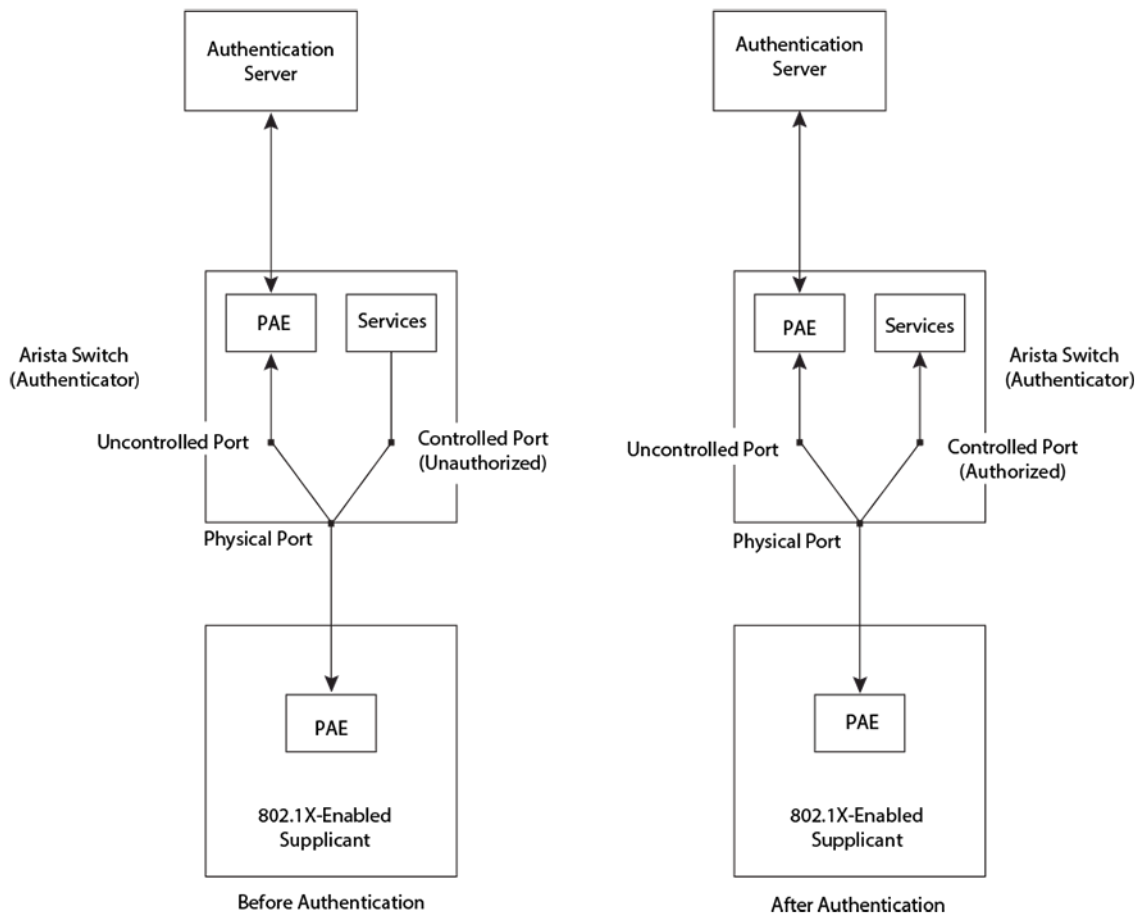 Authentication
Server
PAE
Services
Arista Switch
(Authenticator)
Uncontrolled Port
Controlled Port
(Unauthorized)
Physical Port
PAE
802.1X-Enabled
Supplicant
Before Authentication
Authentication
Server
PAE
Services
Arista Switch
(Authenticator)
Uncontrolled Port
Controlled Port
(Authorized)
Physical Port
PAE
802.1X-Enabled
Supplicant
After Authentication